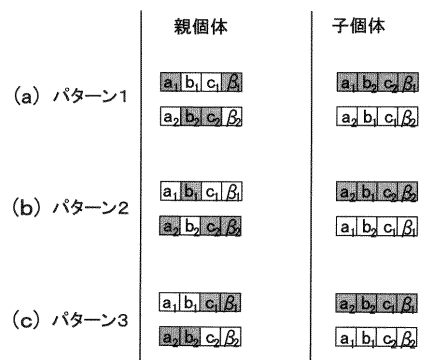 親個体 子個体
a₁ b₁ c₁ β₁ a₁ b₂ c₂ β₁
(a) パターン1
a₂ b₂ c₂ β₂ a₂ b₁ c₁ β₂
a₁ b₁ c₁ β₁ a₂ b₁ c₂ β₂
(b) パターン2
a₂ b₂ c₂ β₂ a₁ b₂ c₁ β₁
a₁ b₁ c₁ β₁ a₂ b₂ c₁ β₁
(c) パターン3
a₂ b₂ c₂ β₂ a₁ b₁ c₂ β₂